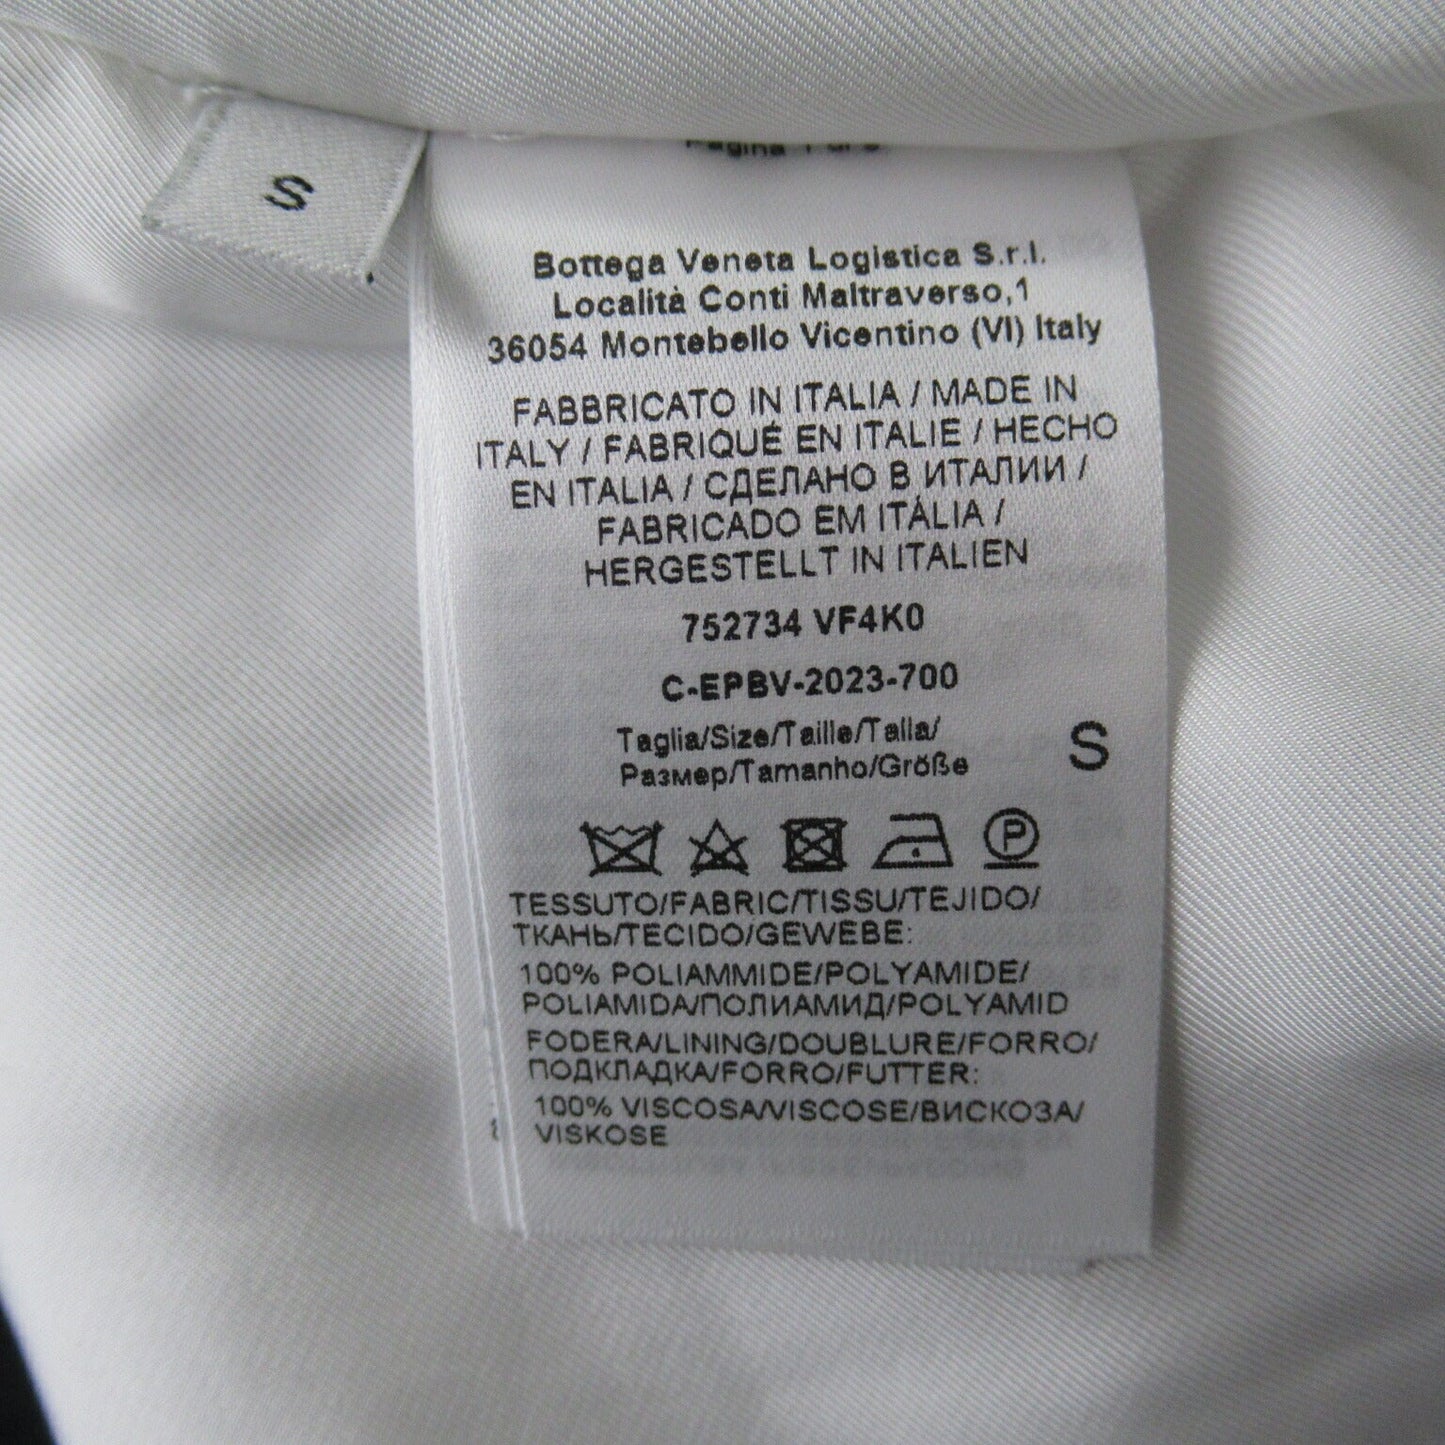 S
Pagina 1 di
Bottega Veneta Logistica S.r.l.
Località Conti Maltraverso,1
36054 Montebello Vicentino (VI) Italy
FABBRICATO IN ITALIA / MADE IN
ITALY / FABRIQUÉ EN ITALIE / HECHO
EN ITALIA / СДЕЛАНО В ИТАЛИИ /
FABRICADO EM ITÁLIA /
HERGESTELLT IN ITALIEN
752734 VF4K0
C-EPBV-2023-700
Taglia/Size/Taille/Talla/
Размер/Tamanho/Größe S
P
TESSUTO/FABRIC/TISSU/TEJIDO/
ТКАНЬ/TECIDO/GEWEBE:
100% POLIAMMIDE/POLYAMIDE/
POLIAMIDA/ПОЛИАМИД/POLYAMID
FODERA/LINING/DOUBLURE/FORRO/
ПОДКЛАДКА/FORRO/FUTTER:
100% VISCOSA/VISCOSE/ВИСКОЗА/
VISKOSE